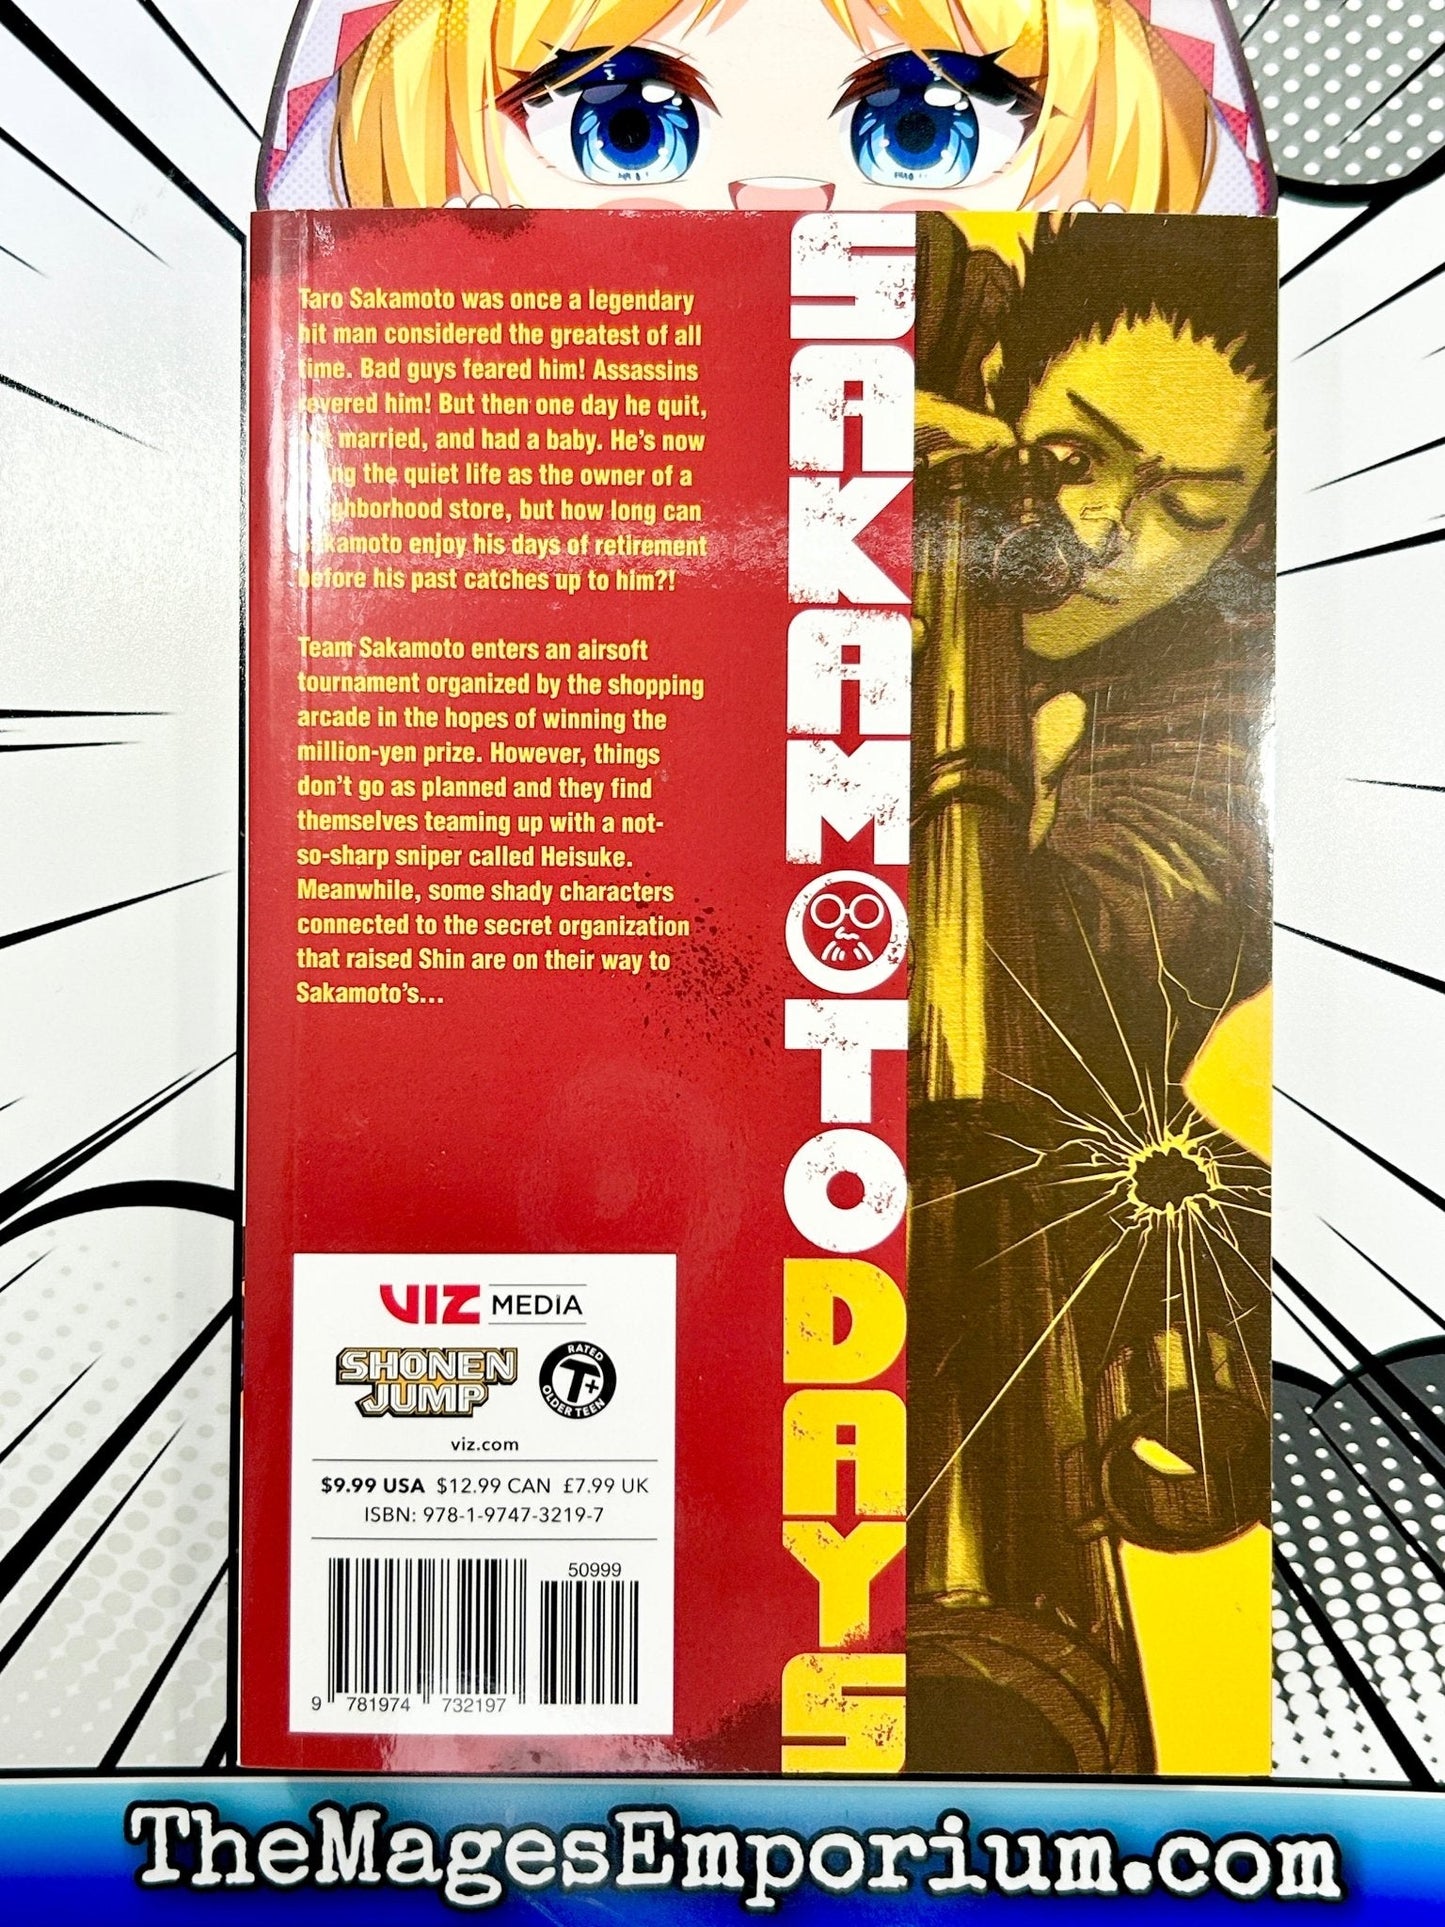 Taro Sakamoto was once a legendary
hit man considered the greatest of all
time. Bad guys feared him! Assassins
revered him! But then one day he quit,
married, and had a baby. He's now
the quiet life as the owner of a
neighborhood store, but how long can
Sakamoto enjoy his days of retirement
before his past catches up to him?!
Team Sakamoto enters an airsoft
tournament organized by the shopping
arcade in the hopes of winning the
million-yen prize. However, things
don't go as planned and they find
themselves teaming up with a not-
so-sharp sniper called Heisuke.
Meanwhile, some shady characters
connected to the secret organization
that raised Shin are on their way to
Sakamoto's...
SAKAMOTO DAYS
VIZ MEDIA
SHONEN
JUMP
RATED
T+
OLDER TEEN
viz.com
$9.99 USA $12.99 CAN £7.99 UK
ISBN: 978-1-9747-3219-7
50999
9 781974 732197
TheMagesEmporium.com